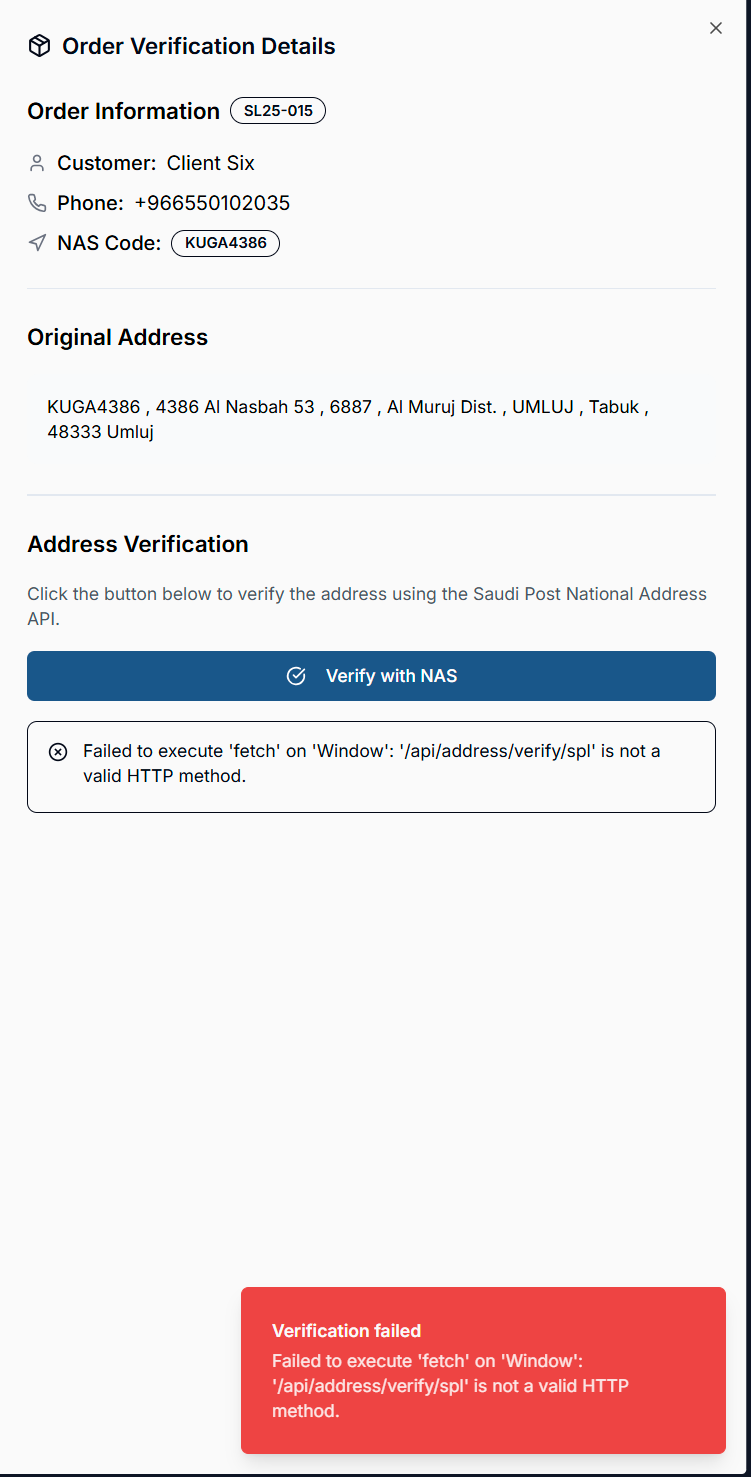 Order Verification Details
Order Information SL25-015
Customer: Client Six
Phone: +966550102035
NAS Code: KUGA4386
Original Address
KUGA4386 , 4386 Al Nasbah 53 , 6887 , Al Muruj Dist. , UMLUJ , Tabuk ,
48333 Umluj
Address Verification
Click the button below to verify the address using the Saudi Post National Address
API.
Verify with NAS
Failed to execute 'fetch' on 'Window': '/api/address/verify/spl' is not a
valid HTTP method.
Verification failed
Failed to execute 'fetch' on 'Window':
'/api/address/verify/spl' is not a valid HTTP
method.